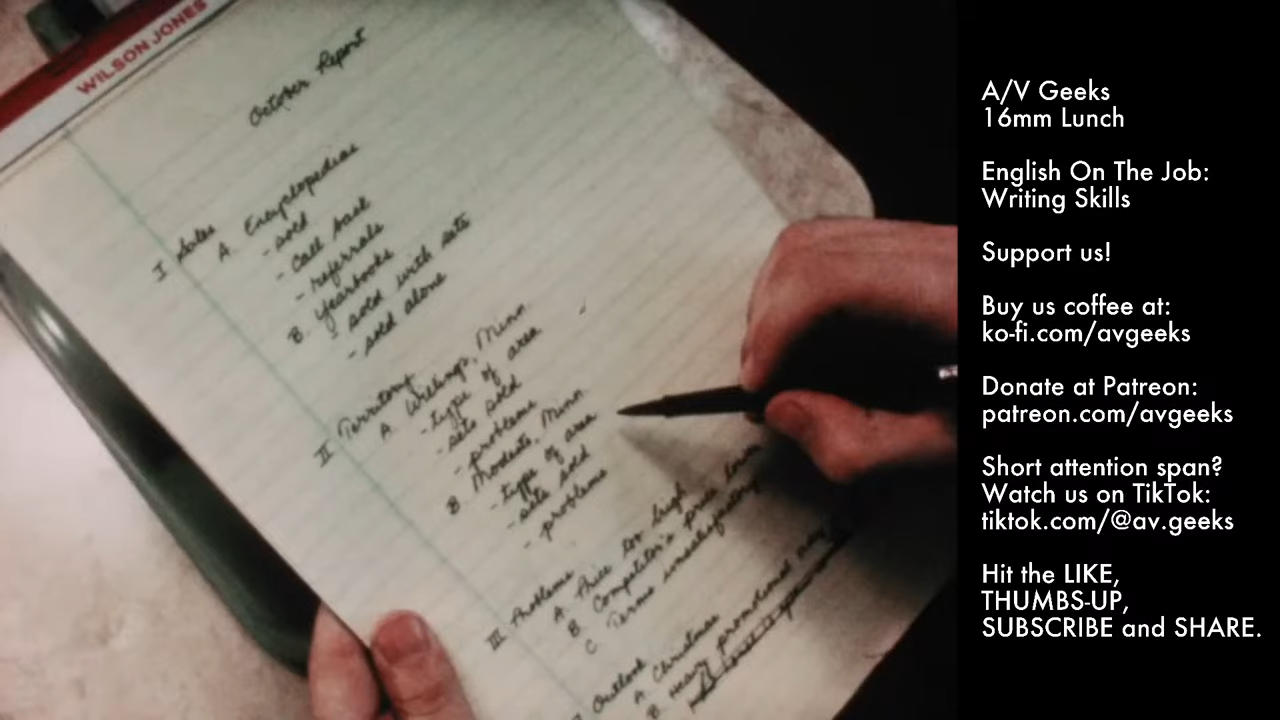 WILSON JONES
October Report
I Sales
A. Encyclopedias
- sold
- call back
- referrals
B. Yearbooks
- sold with sets
- sold alone
II Territory
A. Willings, Minn
- type of area
- sets sold
- problems
B Modesto, Minn
- type of area
- sets sold
- problems
III Problems
A. Price too high
B Competitor's price lower
C Terms unsatisfactory
Outlook
A Christmas
B. Heavy promotional
A/V Geeks
16mm Lunch
English On The Job:
Writing Skills
Support us!
Buy us coffee at:
ko-fi.com/avgeeks
Donate at Patreon:
patreon.com/avgeeks
Short attention span?
Watch us on TikTok:
tiktok.com/@av.geeks
Hit the LIKE,
THUMBS-UP,
SUBSCRIBE and SHARE.